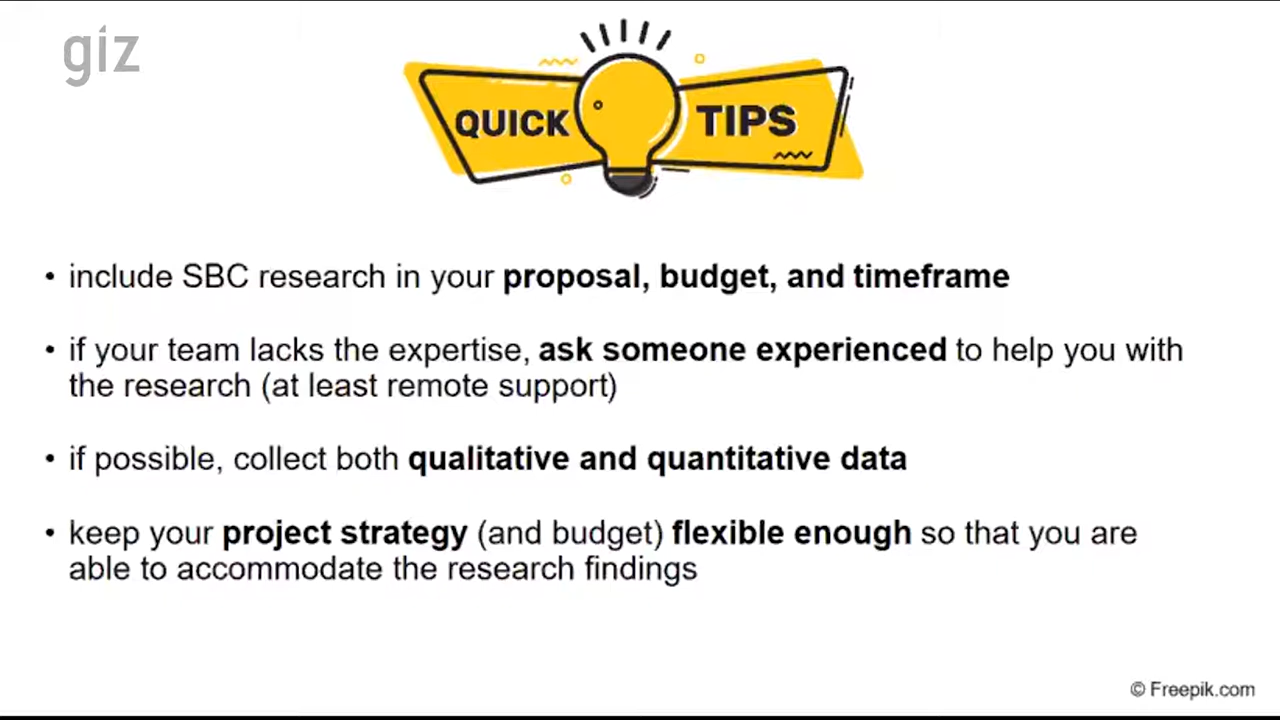 giz
QUICK TIPS
• include SBC research in your proposal, budget, and timeframe
• if your team lacks the expertise, ask someone experienced to help you with
the research (at least remote support)
• if possible, collect both qualitative and quantitative data
• keep your project strategy (and budget) flexible enough so that you are
able to accommodate the research findings
© Freepik.com